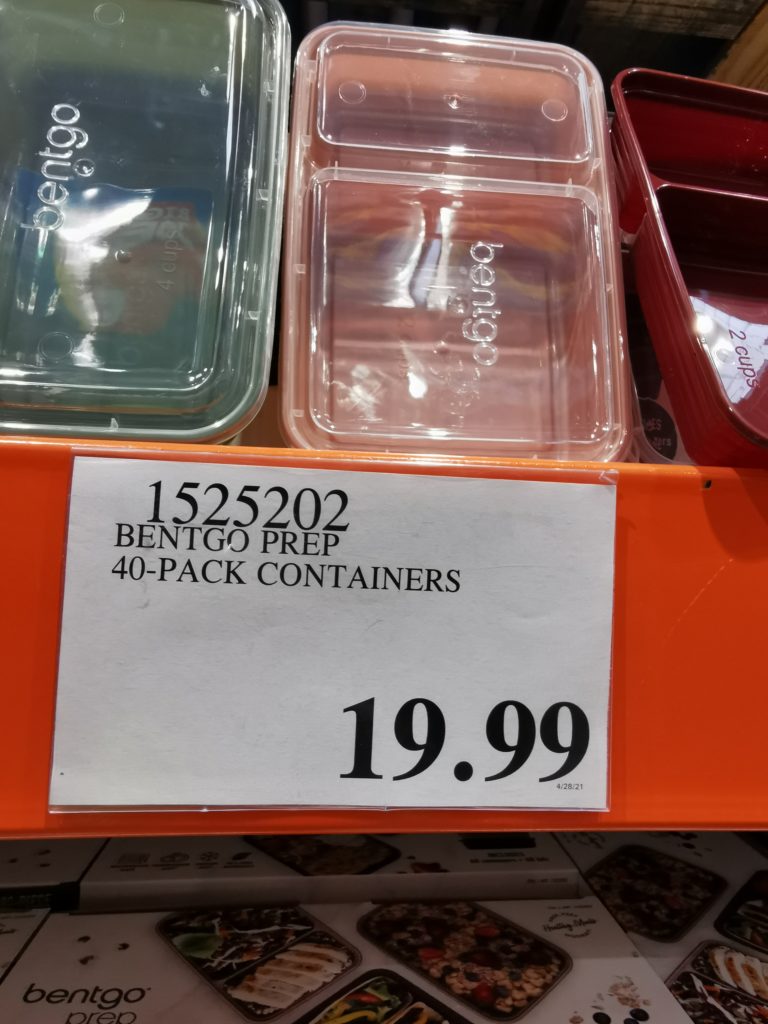 bentgo
4 cups
bentgo
2 cups
1525202
BENTGO PREP
40-PACK CONTAINERS
19.99
4/28/21
bentgo
prep